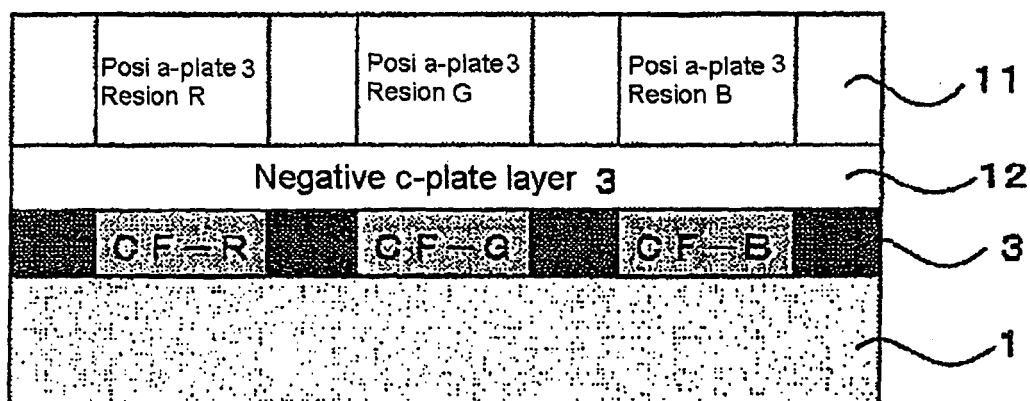 Posi a-plate 3
Resion R
Posi a-plate 3
Resion G
Posi a-plate 3
Resion B
11
Negative c-plate layer 3
12
CF-R
CF-G
CF-B
3
1